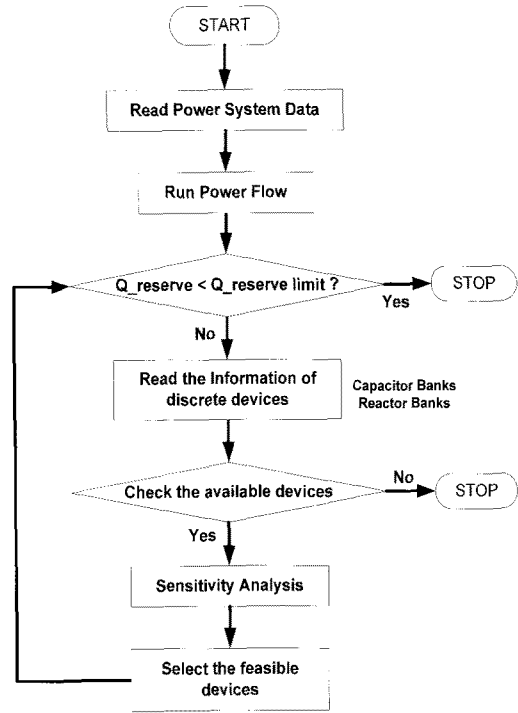 START
Read Power System Data
Run Power Flow
Q_reserve < Q_reserve limit ?
Yes
STOP
No
Read the Information of
discrete devices
Capacitor Banks
Reactor Banks
Check the available devices
No
STOP
Yes
Sensitivity Analysis
Select the feasible
devices